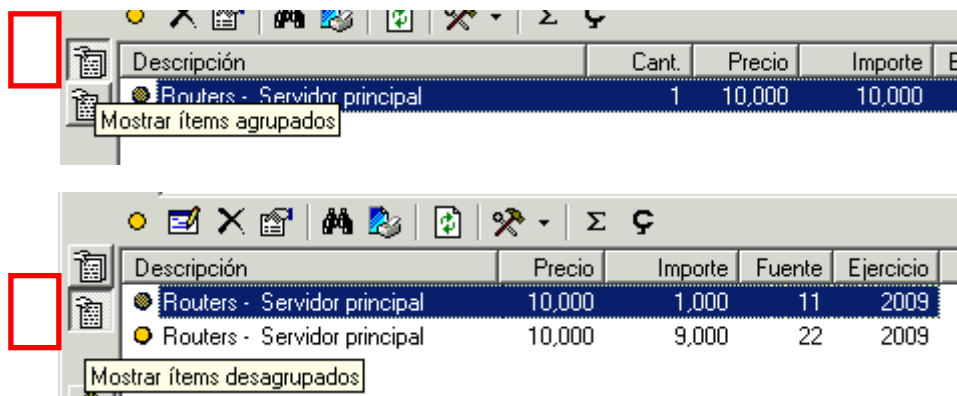 Σ Ç
Descripción Cant. Precio Importe E
Routers - Servidor principal 1 10,000 10,000
Mostrar ítems agrupados
Σ Ç
Descripción Precio Importe Fuente Ejercicio
Routers - Servidor principal 10,000 1,000 11 2009
Routers - Servidor principal 10,000 9,000 22 2009
Mostrar ítems desagrupados